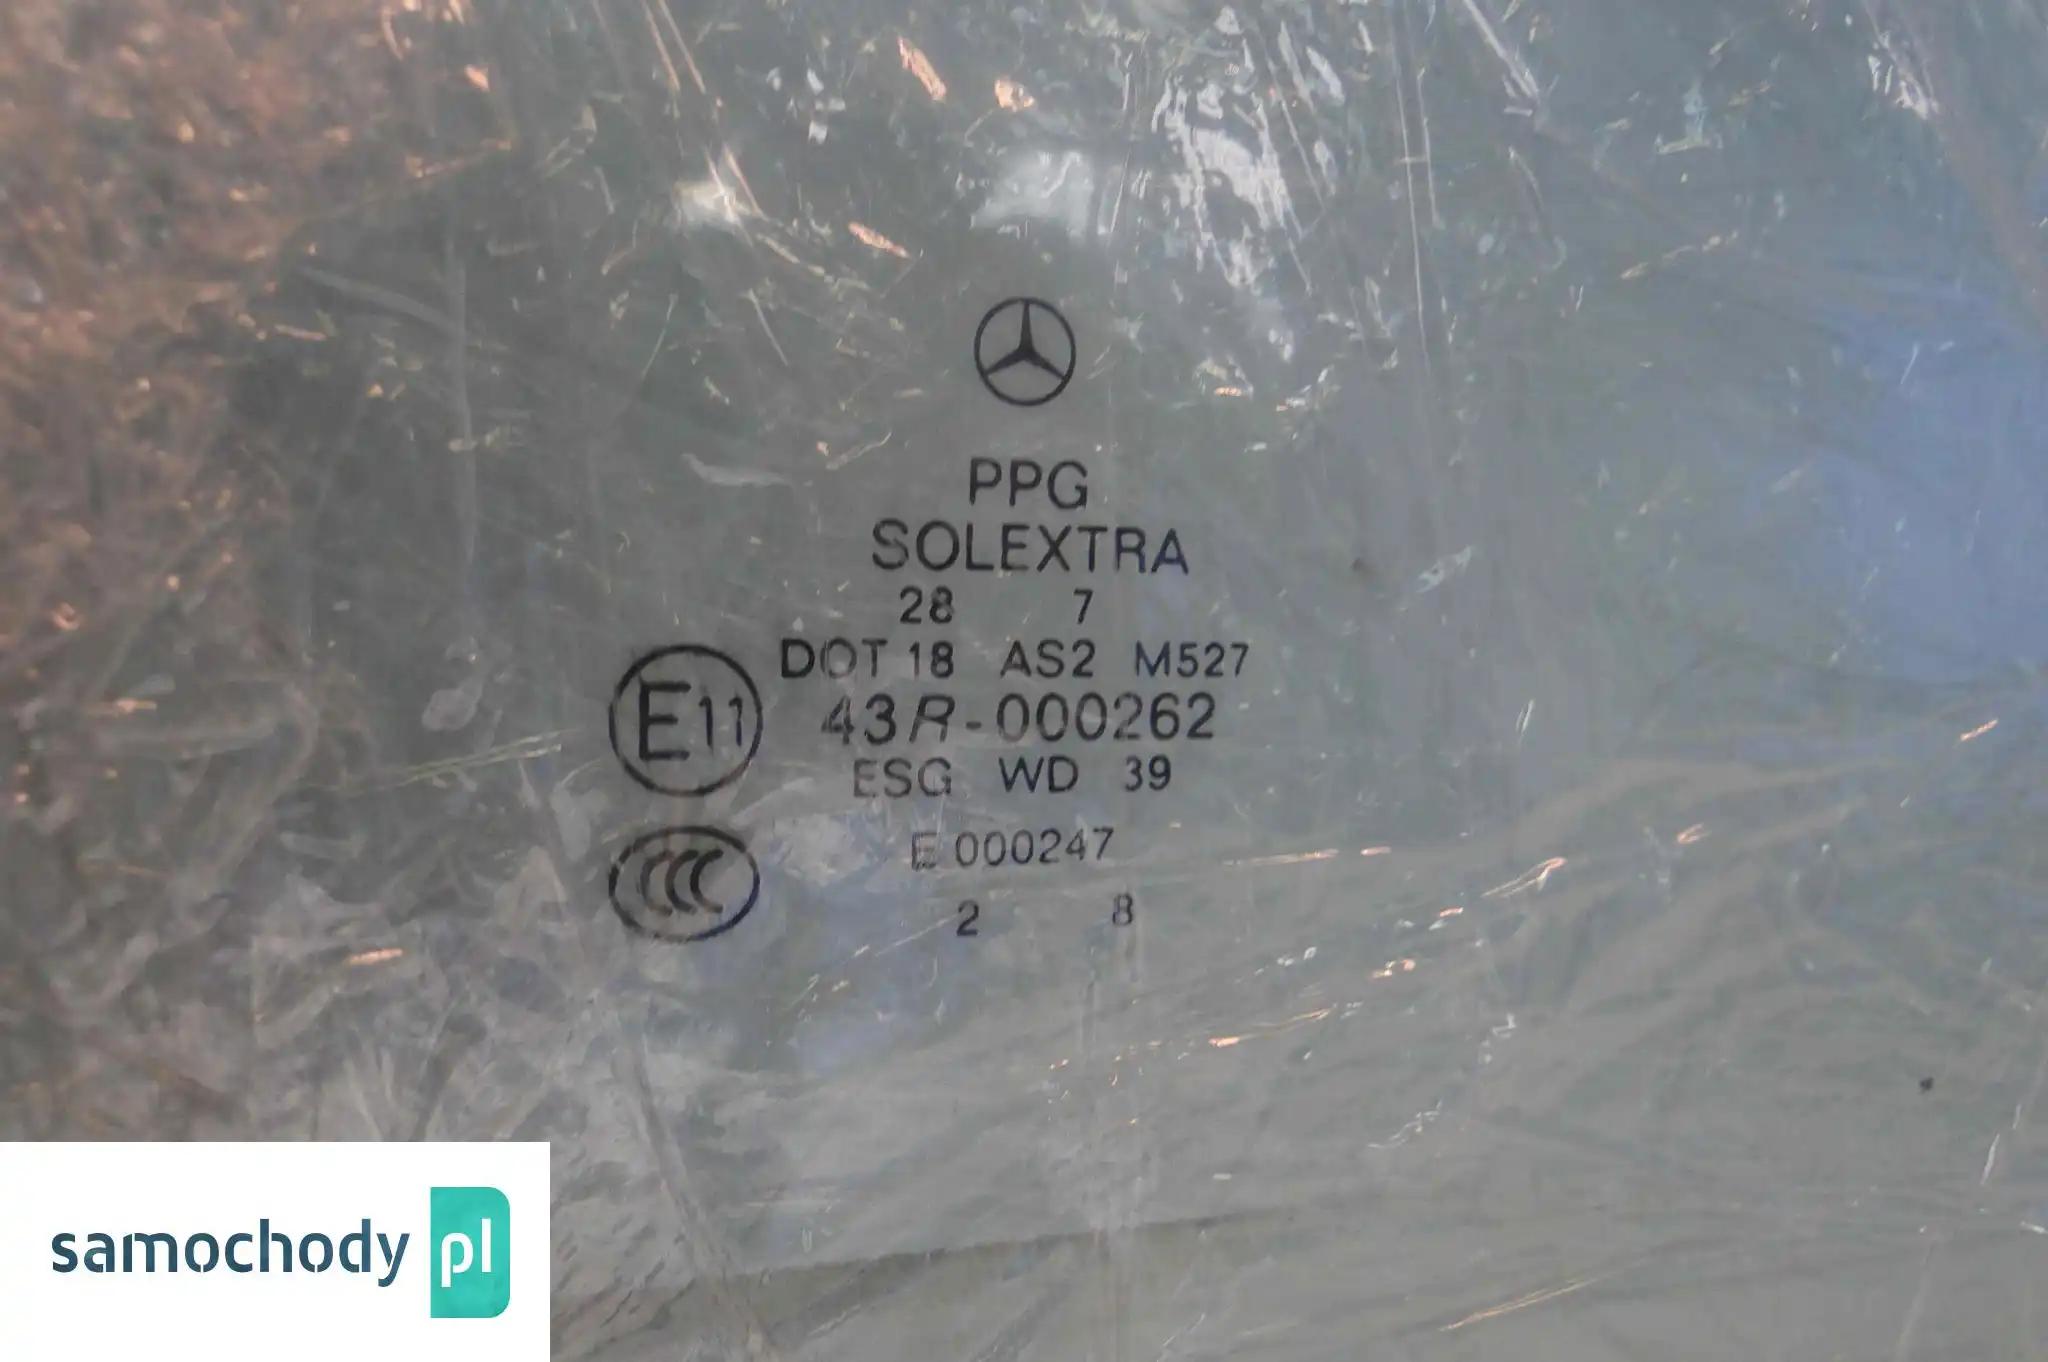 PPG
SOLEXTRA
28 7
DOT 18 AS2 M527
E11 43R-000262
ESG WD 39
CCC E 000247
2 8
samochody pl